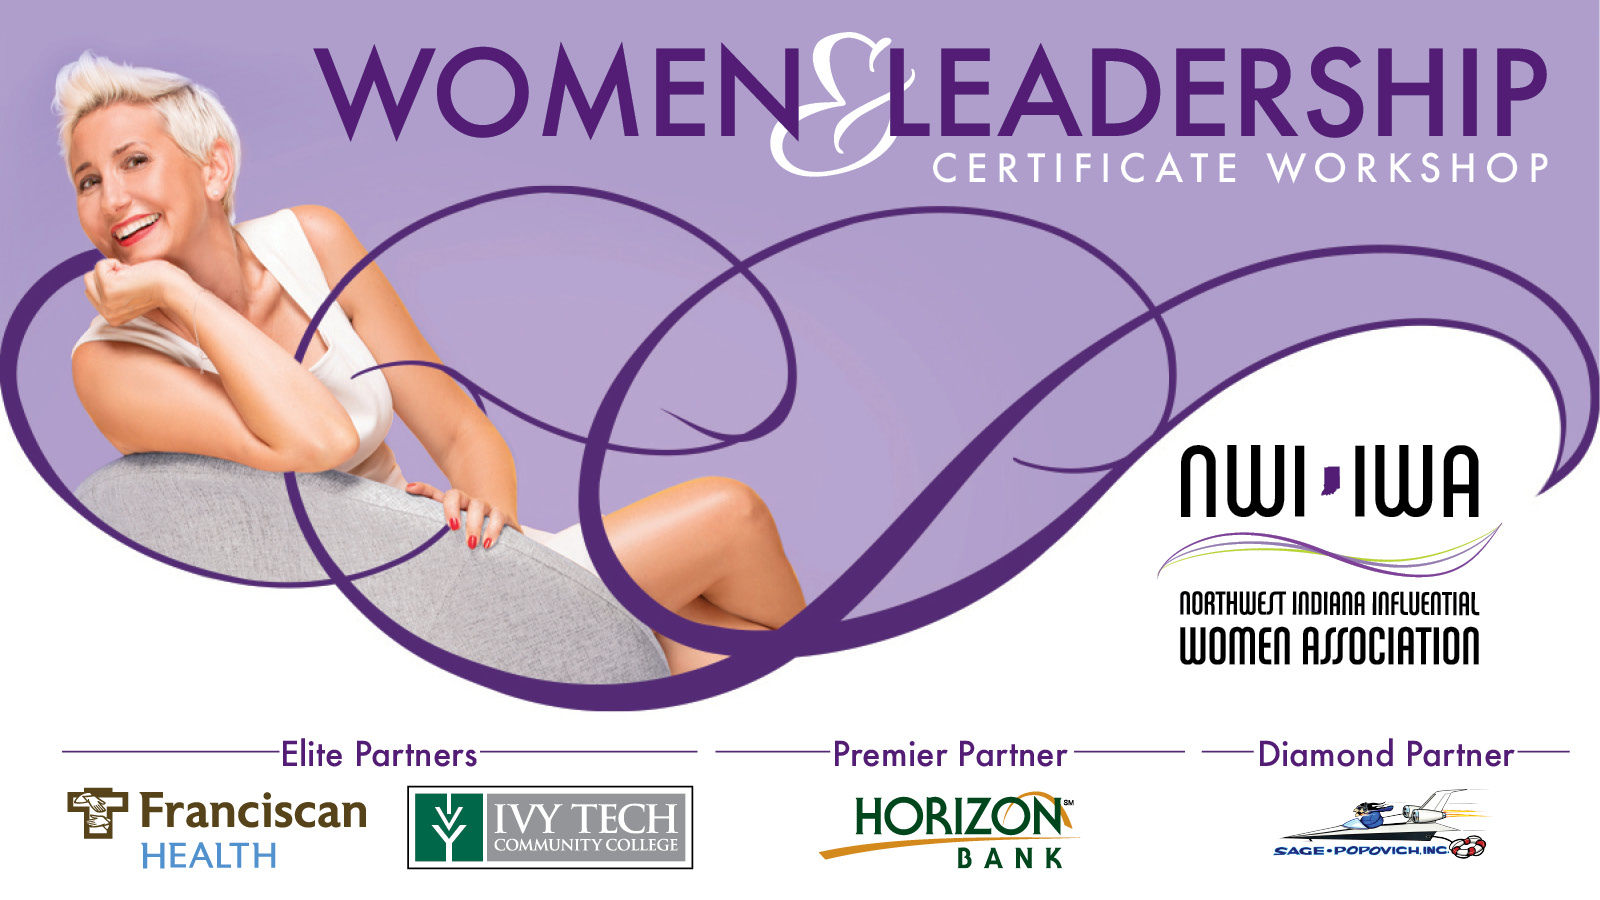 WOMEN & LEADERSHIP
CERTIFICATE WORKSHOP
NWI IWA
NORTHWEST INDIANA INFLUENTIAL
WOMEN ASSOCIATION
Elite Partners
Premier Partner
Diamond Partner
Franciscan
HEALTH
IVY TECH
COMMUNITY COLLEGE
HORIZON SM
BANK
SAGE·POPOVICH, INC.